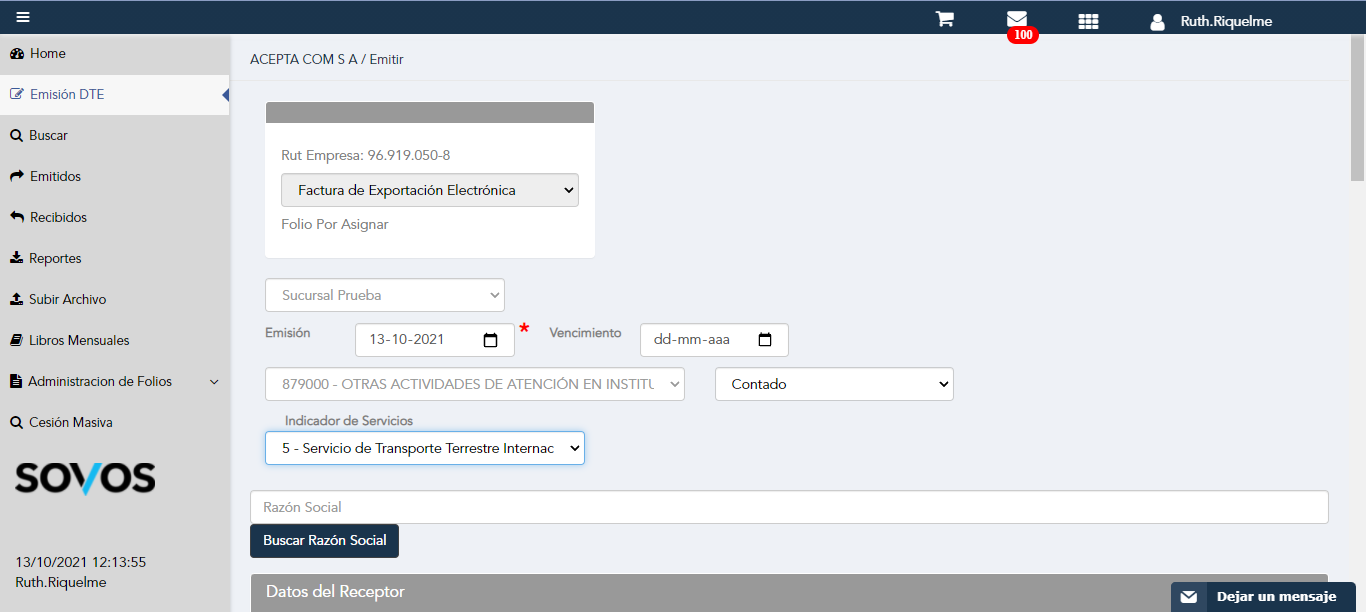 Ruth.Riquelme
100
Home
Emisión DTE
Buscar
Emitidos
Recibidos
Reportes
Subir Archivo
Libros Mensuales
Administracion de Folios
Cesión Masiva
SOVOS
13/10/2021 12:13:55
Ruth.Riquelme
ACEPTA COM S A / Emitir
Rut Empresa: 96.919.050-8
Factura de Exportación Electrónica
Folio Por Asignar
Sucursal Prueba
Emisión 13-10-2021 * Vencimiento dd-mm-aaa
879000 - OTRAS ACTIVIDADES DE ATENCIÓN EN INSTITU Contado
Indicador de Servicios
5 - Servicio de Transporte Terrestre Internac
Razón Social
Buscar Razón Social
Datos del Receptor
Dejar un mensaje